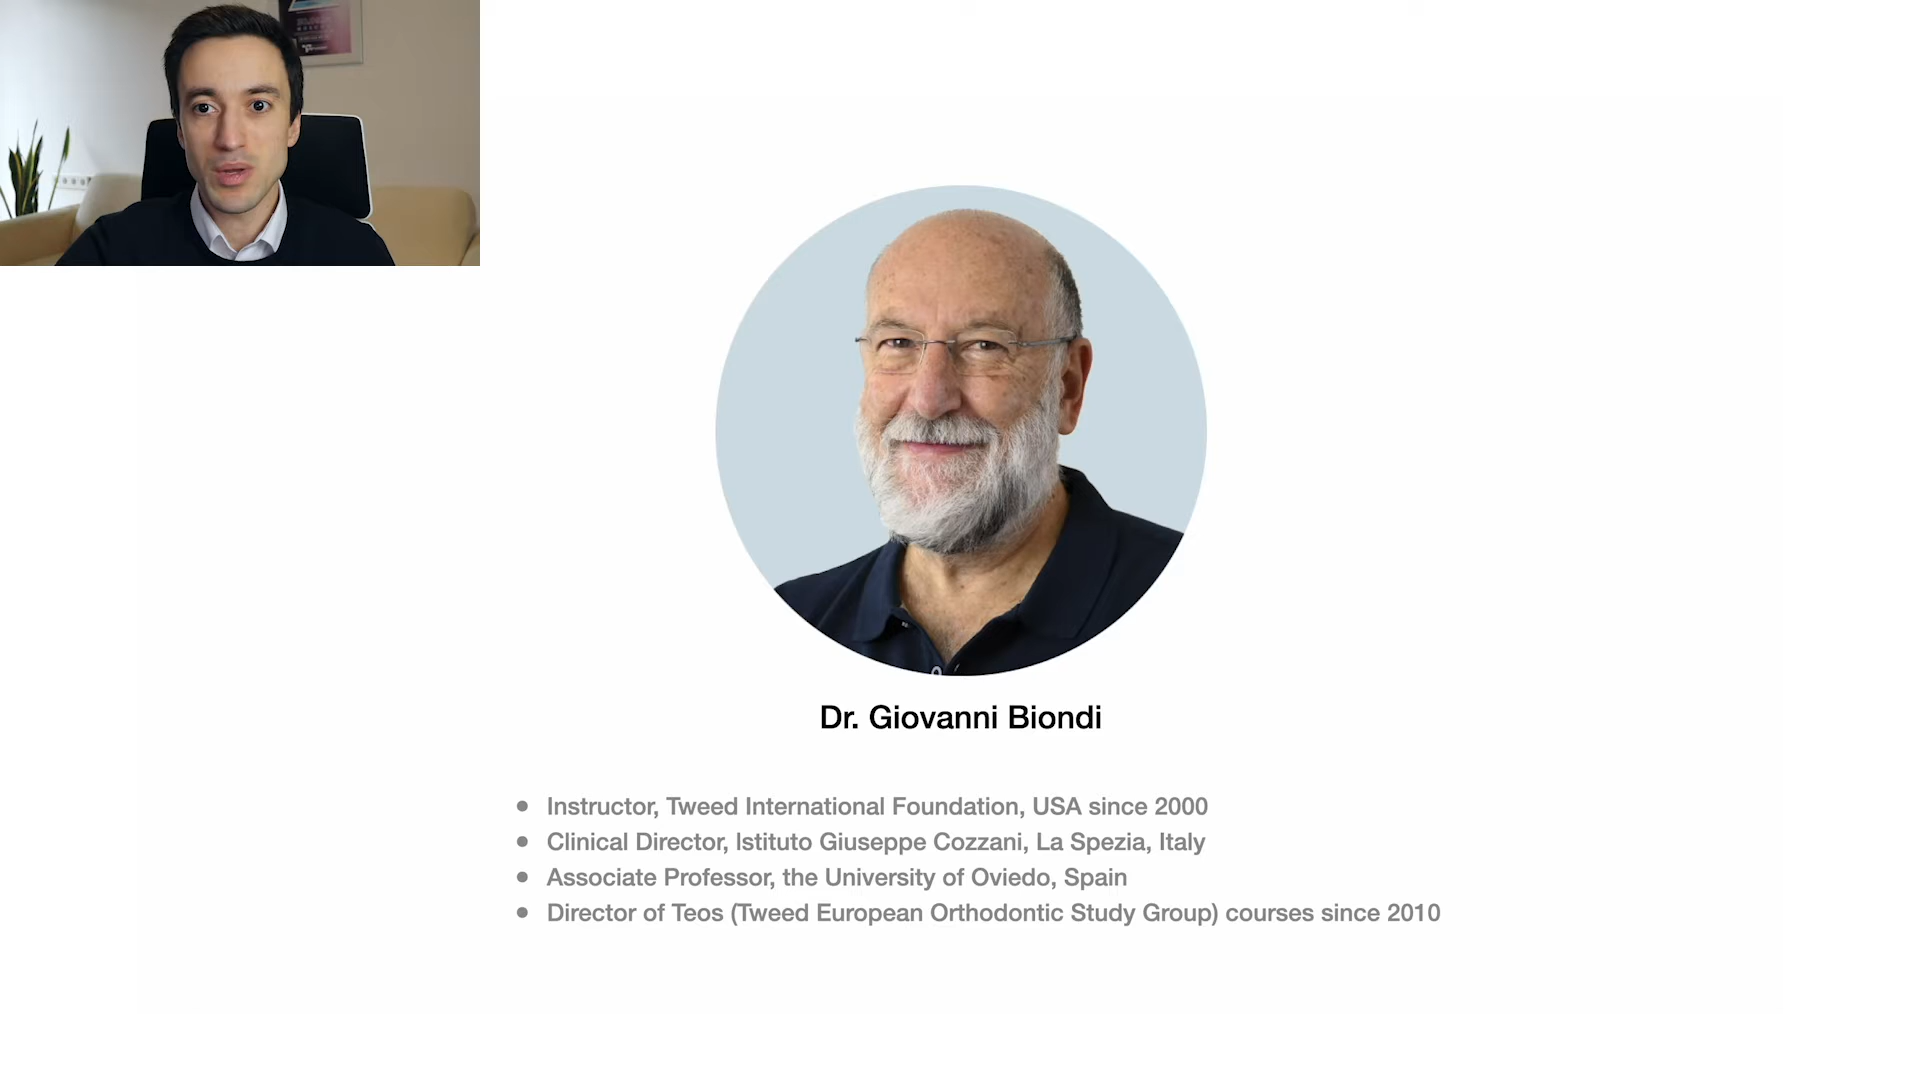 Dr. Giovanni Biondi
Instructor, Tweed International Foundation, USA since 2000
Clinical Director, Istituto Giuseppe Cozzani, La Spezia, Italy
Associate Professor, the University of Oviedo, Spain
Director of Teos (Tweed European Orthodontic Study Group) courses since 2010